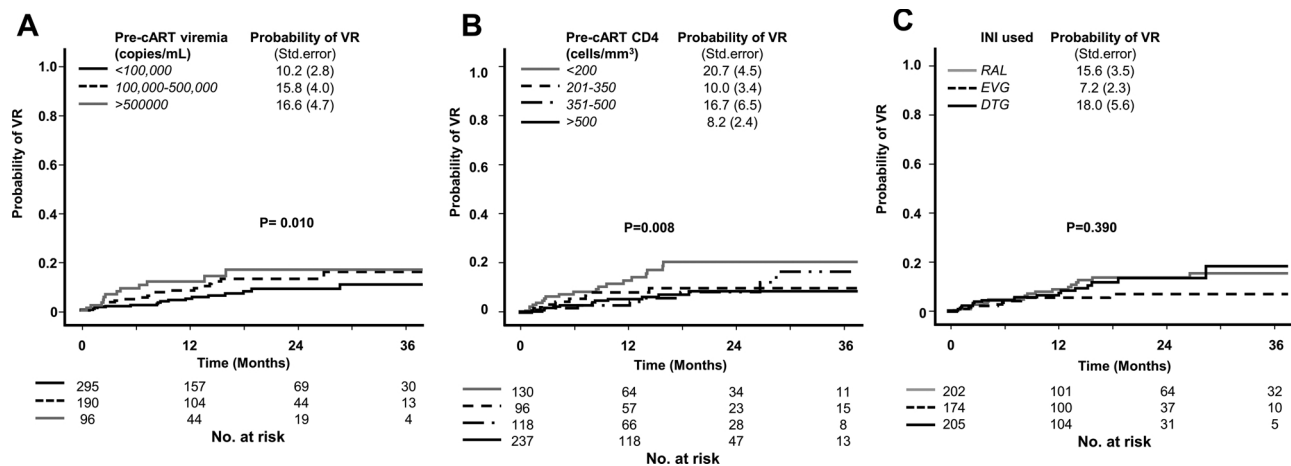 A
Pre-cART viremia Probability of VR
(copies/mL) (Std.error)
<100,000 10.2 (2.8)
100,000-500,000 15.8 (4.0)
>500000 16.6 (4.7)
Probability of VR
1.0
0.8
0.6
0.4
0.2
0
P= 0.010
0 12 24 36
Time (Months)
295 157 69 30
190 104 44 13
96 44 19 4
No. at risk
B
Pre-cART CD4 Probability of VR
(cells/mm³) (Std.error)
<200 20.7 (4.5)
201-350 10.0 (3.4)
351-500 16.7 (6.5)
>500 8.2 (2.4)
Probability of VR
1.0
0.8
0.6
0.4
0.2
0
P=0.008
0 12 24 36
Time (Months)
130 64 34 11
96 57 23 15
118 66 28 8
237 118 47 13
No. at risk
C
INI used Probability of VR
(Std.error)
RAL 15.6 (3.5)
EVG 7.2 (2.3)
DTG 18.0 (5.6)
Probability of VR
1.0
0.8
0.6
0.4
0.2
0
P=0.390
0 12 24 36
Time (Months)
202 101 64 32
174 100 37 10
205 104 31 5
No. at risk